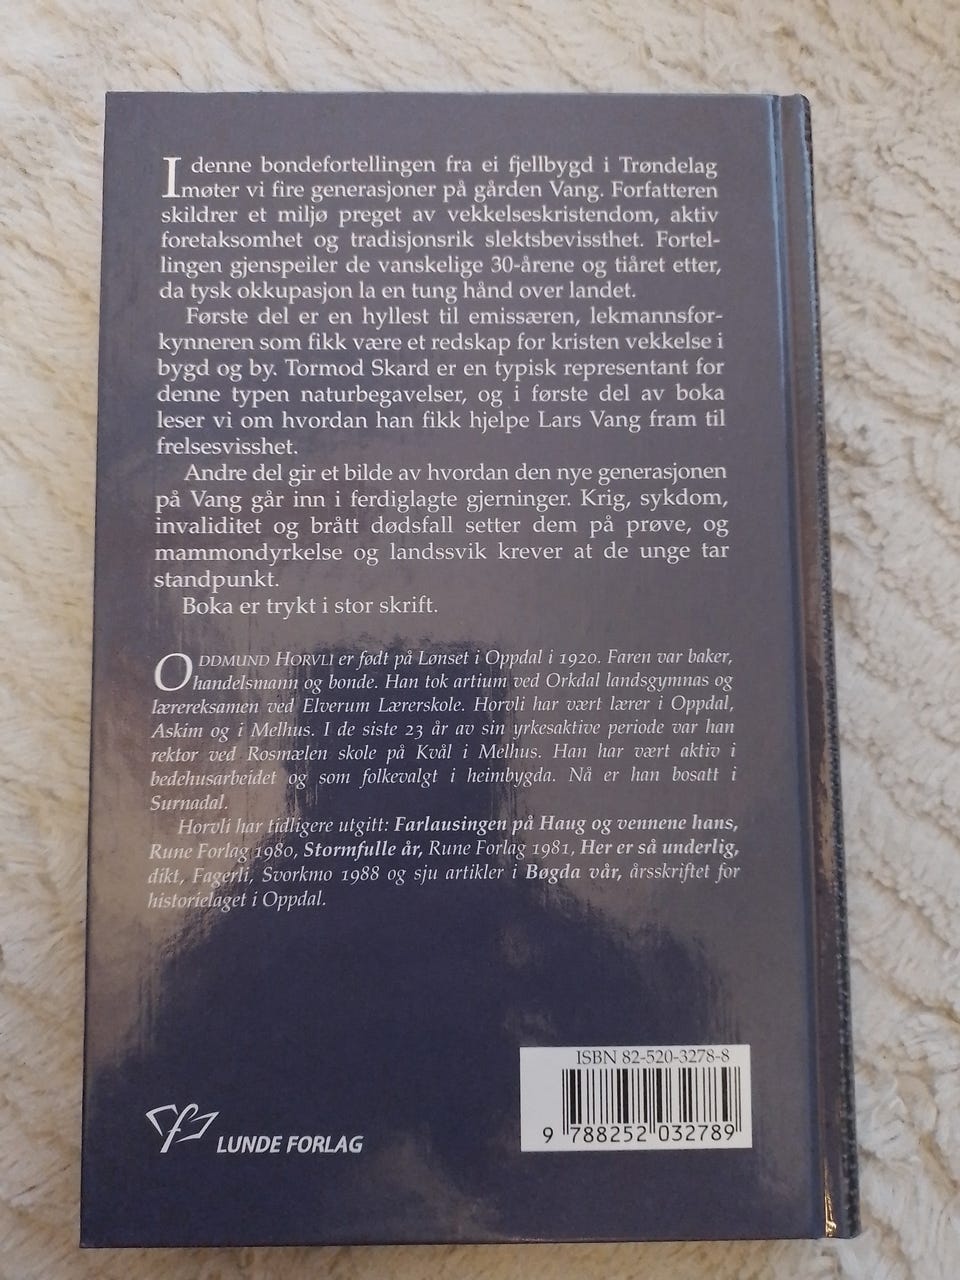 I denne bondefortellingen fra ei fjellbygd i Trøndelag
møter vi fire generasjoner på gården Vang. Forfatteren
skildrer et miljø preget av vekkelseskristendom, aktiv
foretaksomhet og tradisjonsrik slektsbevissthet. Fortel-
lingen gjenspeiler de vanskelige 30-årene og tiåret etter,
da tysk okkupasjon la en tung hånd over landet.
Første del er en hyllest til emissæren, lekmannsfor-
kynneren som fikk være et redskap for kristen vekkelse i
bygd og by. Tormod Skard er en typisk representant for
denne typen naturbegavelser, og i første del av boka
leser vi om hvordan han fikk hjelpe Lars Vang fram til
frelsesvisshet.
Andre del gir et bilde av hvordan den nye generasjonen
på Vang går inn i ferdiglagte gjerninger. Krig, sykdom,
invaliditet og brått dødsfall setter dem på prøve, og
mammondyrkelse og landssvik krever at de unge tar
standpunkt.
Boka er trykt i stor skrift.
ODDMUND HORVLI er født på Lønset i Oppdal i 1920. Faren var baker,
handelsmann og bonde. Han tok artium ved Orkdal landsgymnas og
lærereksamen ved Elverum Lærerskole. Horvli har vært lærer i Oppdal,
Askim og i Melhus. I de siste 23 år av sin yrkesaktive periode var han
rektor ved Rosmælen skole på Kvål i Melhus. Han har vært aktiv i
bedehusarbeidet og som folkevalgt i heimbygda. Nå er han bosatt i
Surnadal.
Horvli har tidligere utgitt: Farlausingen på Haug og vennene hans,
Rune Forlag 1980, Stormfulle år, Rune Forlag 1981, Her er så underlig,
dikt, Fagerli, Svorkmo 1988 og sju artikler i Bøgda vår, årsskriftet for
historielaget i Oppdal.
ISBN 82-520-3278-8
9 788252 032789
LUNDE FORLAG